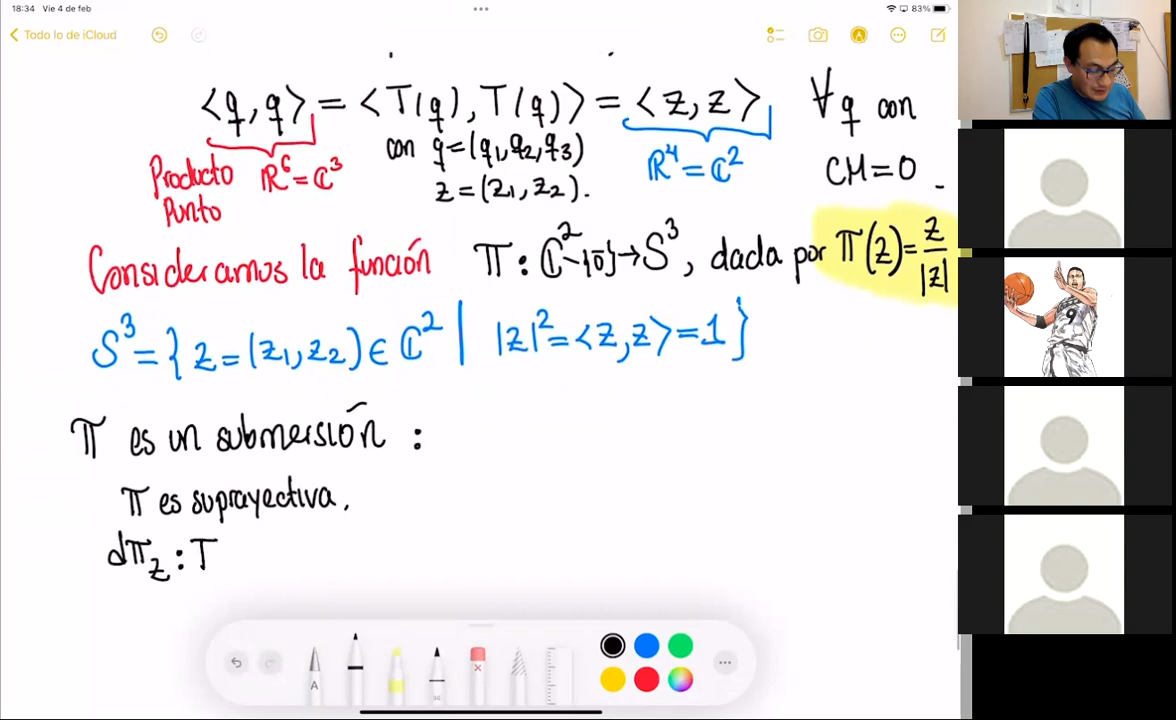 18:34 Vie 4 de feb
83%
Todo lo de iCloud
⟨q,q⟩ = ⟨T(q), T(q)⟩ = ⟨z,z⟩ ∀q con
CM=0
Producto Punto
ℝ⁶=ℂ³
con q=(q₁,q₂,q₃)
z=(z₁,z₂).
ℝ⁴=ℂ²
Consideramos la función π: ℂ²-{0̄}→S³, dada por π(z)=z/|z|
S³={z=(z₁,z₂)∈ℂ² | |z|²=⟨z,z⟩=1}
π es un submersión :
π es suprayectiva.
dπ_z : T
A
9